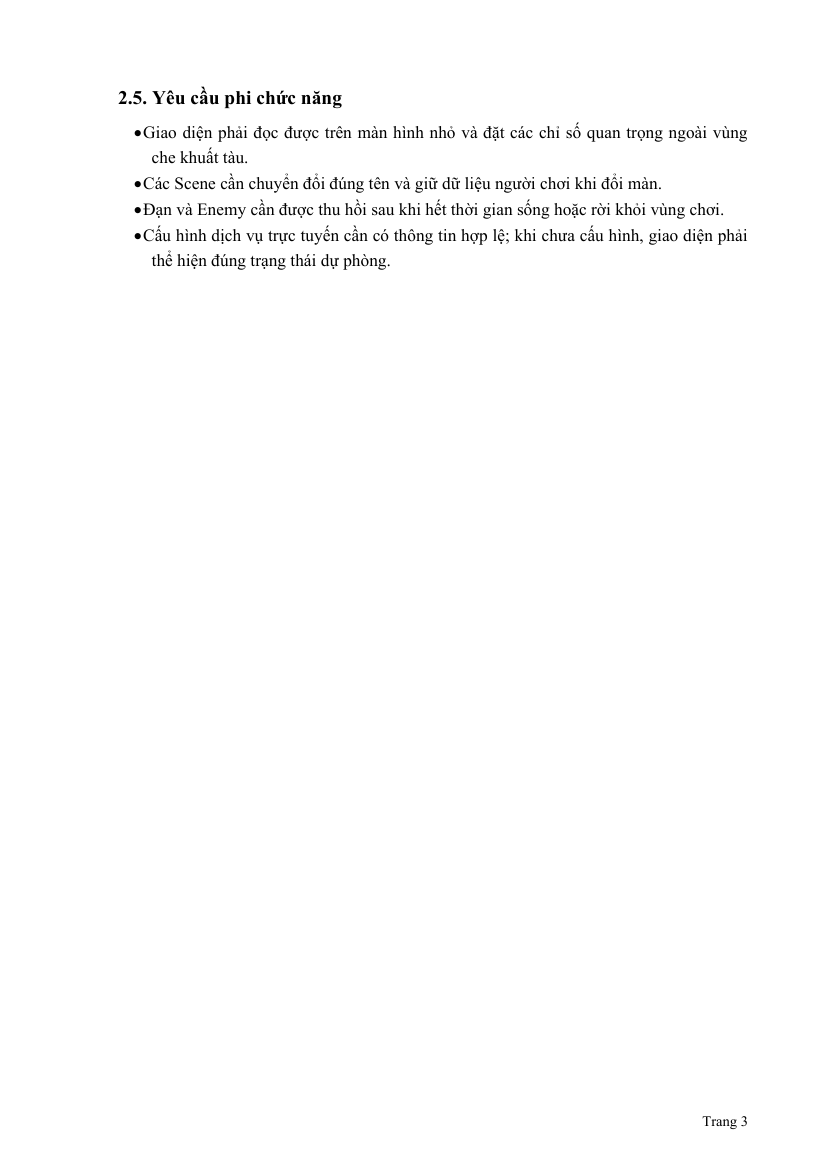 2.5. Yêu cầu phi chức năng
•Giao diện phải đọc được trên màn hình nhỏ và đặt các chỉ số quan trọng ngoài vùng
che khuất tàu.
•Các Scene cần chuyển đổi đúng tên và giữ dữ liệu người chơi khi đổi màn.
•Đạn và Enemy cần được thu hồi sau khi hết thời gian sống hoặc rời khỏi vùng chơi.
•Cấu hình dịch vụ trực tuyến cần có thông tin hợp lệ; khi chưa cấu hình, giao diện phải
thể hiện đúng trạng thái dự phòng.
Trang 3